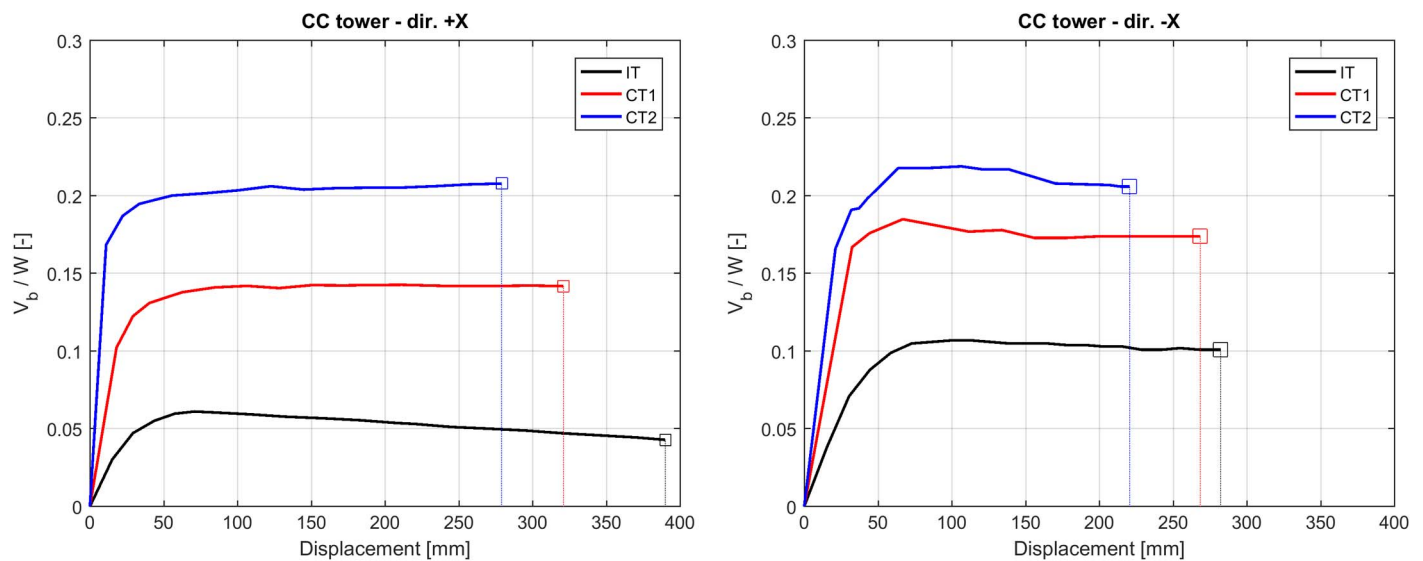 CC tower - dir. +X
0.3
0.25
0.2
0.15
0.1
0.05
0
V_b / W [-]
IT
CT1
CT2
0 50 100 150 200 250 300 350 400
Displacement [mm]
CC tower - dir. -X
0.3
0.25
0.2
0.15
0.1
0.05
0
V_b / W [-]
IT
CT1
CT2
0 50 100 150 200 250 300 350 400
Displacement [mm]